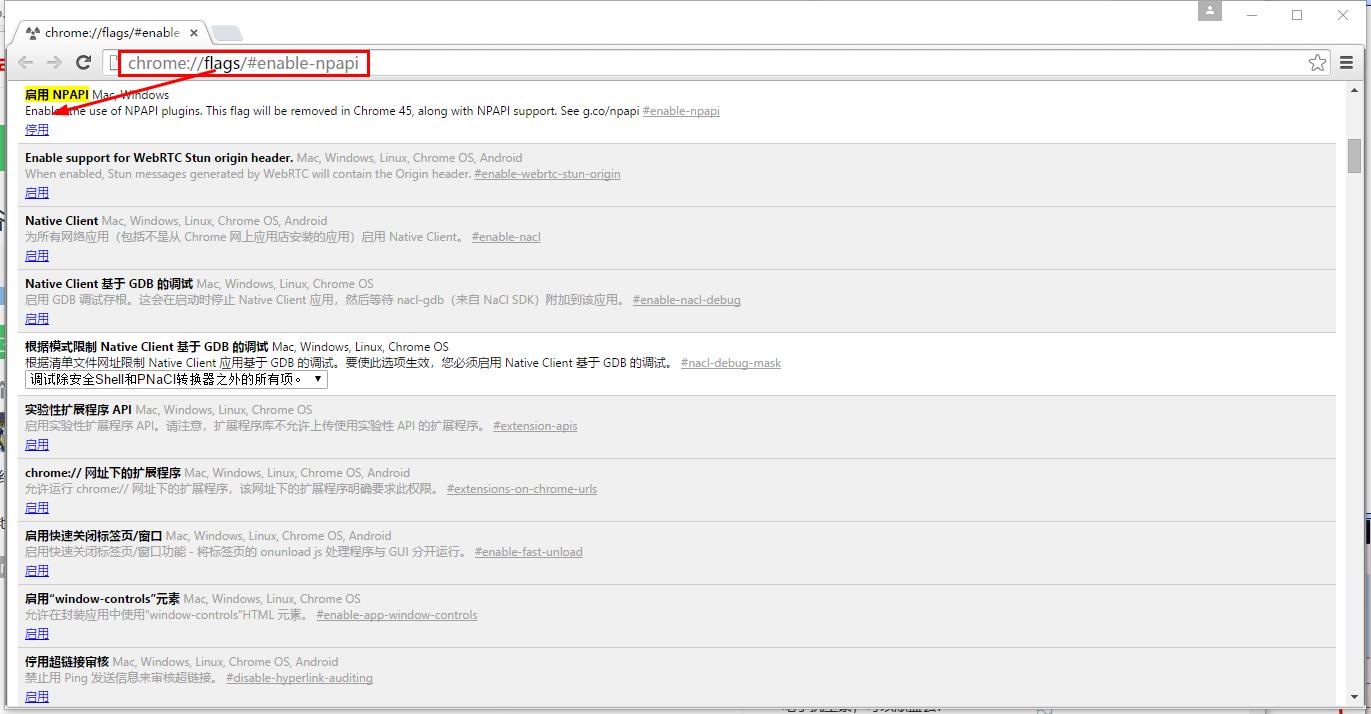 chrome://flags/#enable
chrome://flags/#enable-npapi
启用 NPAPI Mac, Windows
the use of NPAPI plugins. This flag will be removed in Chrome 45, along with NPAPI support. See g.co/npapi #enable-npapi
停用
Enable support for WebRTC Stun origin header. Mac, Windows, Linux, Chrome OS, Android
When enabled, Stun messages generated by WebRTC will contain the Origin header. #enable-webrtc-stun-origin
启用
Native Client Mac, Windows, Linux, Chrome OS, Android
为所有网络应用（包括不是从 Chrome 网上应用店安装的应用）启用 Native Client。 #enable-nacl
启用
Native Client 基于 GDB 的调试 Mac, Windows, Linux, Chrome OS
启用 GDB 调试存根。这会在启动时停止 Native Client 应用，然后等待 nacl-gdb（来自 NaCl SDK）附加到该应用。 #enable-nacl-debug
启用
根据模式限制 Native Client 基于 GDB 的调试 Mac, Windows, Linux, Chrome OS
根据清单文件网址限制 Native Client 应用基于 GDB 的调试。要使此选项生效，您必须启用 Native Client 基于 GDB 的调试。 #nacl-debug-mask
调试除安全Shell和PNaCl转换器之外的所有项。
实验性扩展程序 API Mac, Windows, Linux, Chrome OS
启用实验性扩展程序 API。请注意，扩展程序库不允许上传使用实验性 API 的扩展程序。 #extension-apis
启用
chrome:// 网址下的扩展程序 Mac, Windows, Linux, Chrome OS, Android
允许运行 chrome:// 网址下的扩展程序，该网址下的扩展程序明确要求此权限。 #extensions-on-chrome-urls
启用
启用快速关闭标签页/窗口 Mac, Windows, Linux, Chrome OS, Android
启用快速关闭标签页/窗口功能 - 将标签页的 onunload js 处理程序与 GUI 分开运行。 #enable-fast-unload
启用
启用“window-controls”元素 Mac, Windows, Linux, Chrome OS
允许在封装应用中使用“window-controls”HTML 元素。 #enable-app-window-controls
启用
停用超链接审核 Mac, Windows, Linux, Chrome OS, Android
禁止用 Ping 发送信息来审核超链接。 #disable-hyperlink-auditing
启用